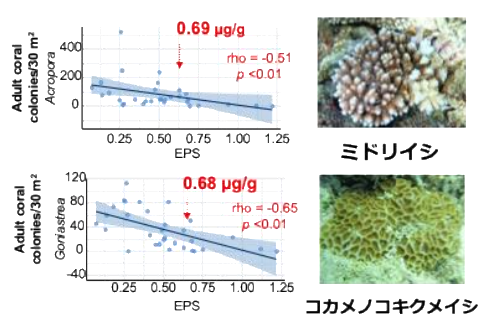 0.69 µg/g
Adult coral
colonies/30 m²
Acropora
400
200
0
rho = -0.51
p <0.01
0.25 0.50 0.75 1.00 1.25
EPS
ミドリイシ
0.68 µg/g
Adult coral
colonies/30 m²
Goniastrea
120
80
40
0
-40
rho = -0.65
p <0.01
0.25 0.50 0.75 1.00 1.25
EPS
コカメノコキクメイシ